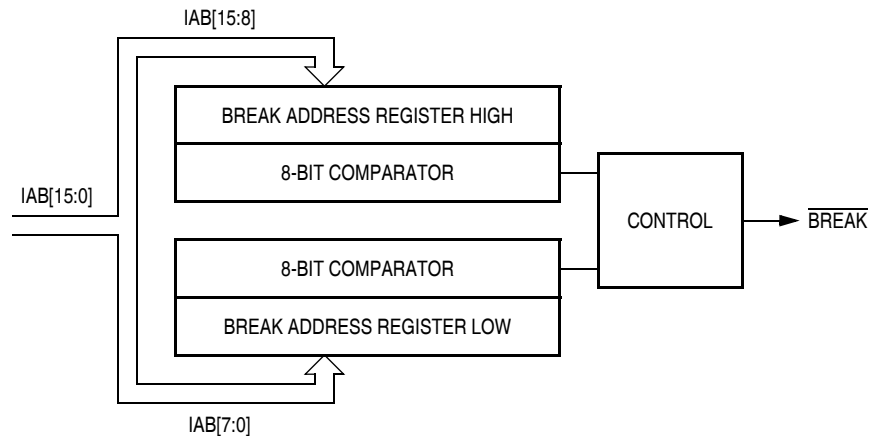 IAB[15:8]
BREAK ADDRESS REGISTER HIGH
8-BIT COMPARATOR
IAB[15:0]
CONTROL
BREAK
8-BIT COMPARATOR
BREAK ADDRESS REGISTER LOW
IAB[7:0]